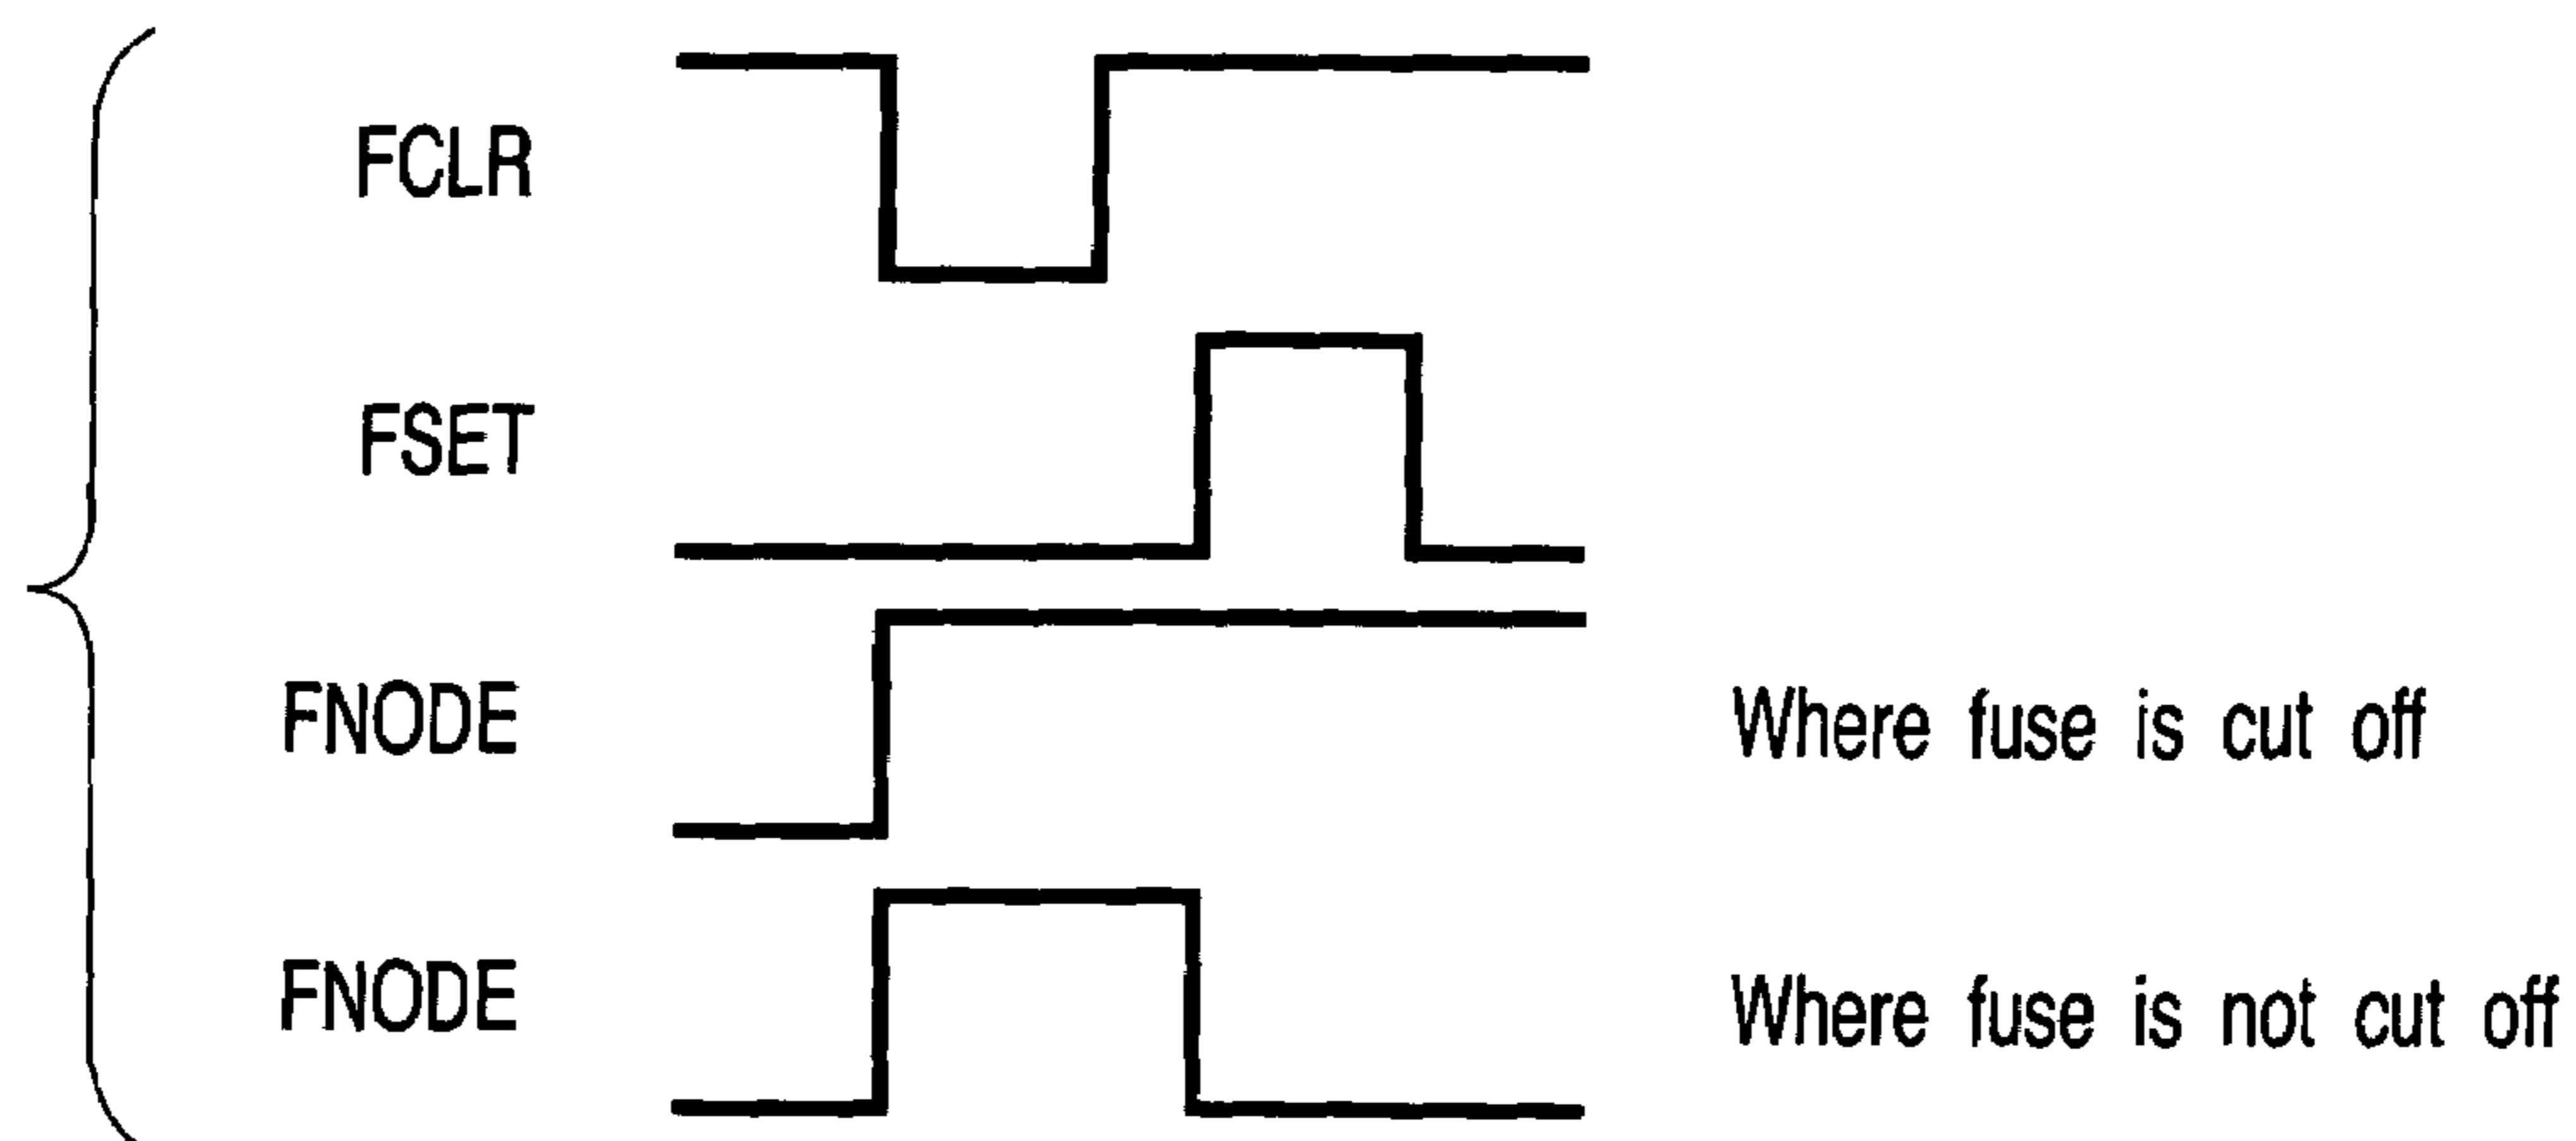 FCLR
FSET
FNODE Where fuse is cut off
FNODE Where fuse is not cut off